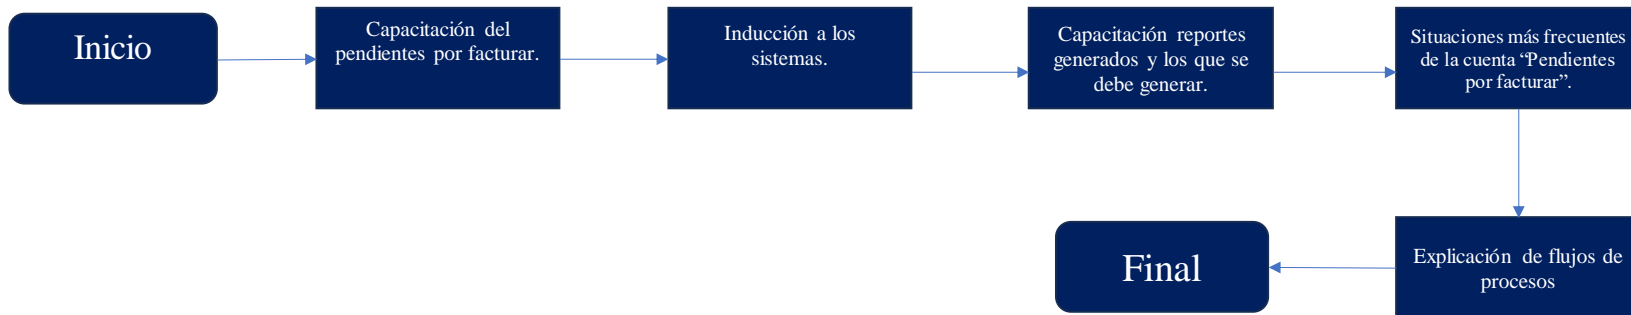 Inicio
Capacitación del
pendientes por facturar.
Inducción a los
sistemas.
Capacitación reportes
generados y los que se
debe generar.
Situaciones más frecuentes
de la cuenta “Pendientes
por facturar”.
Explicación de flujos de
procesos
Final